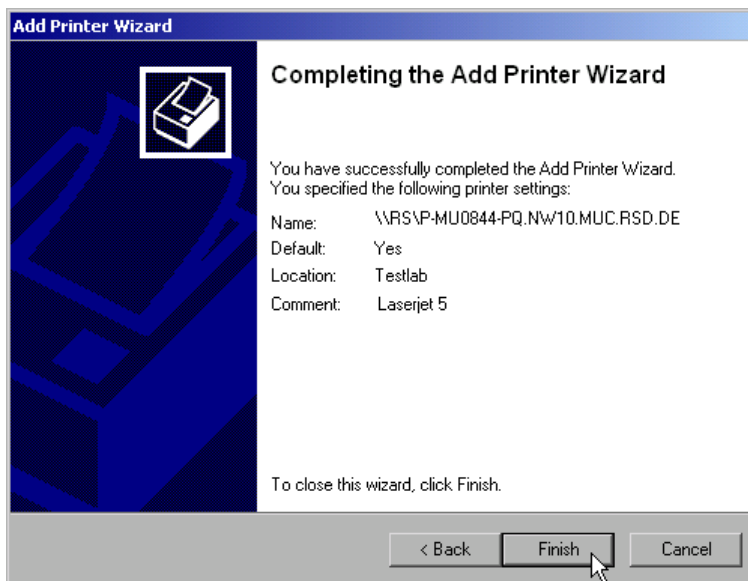 Add Printer Wizard
Completing the Add Printer Wizard
You have successfully completed the Add Printer Wizard.
You specified the following printer settings:
Name: \\RS\P-MU0844-PQ.NW10.MUC.RSD.DE
Default: Yes
Location: Testlab
Comment: Laserjet 5
To close this wizard, click Finish.
< Back Finish Cancel